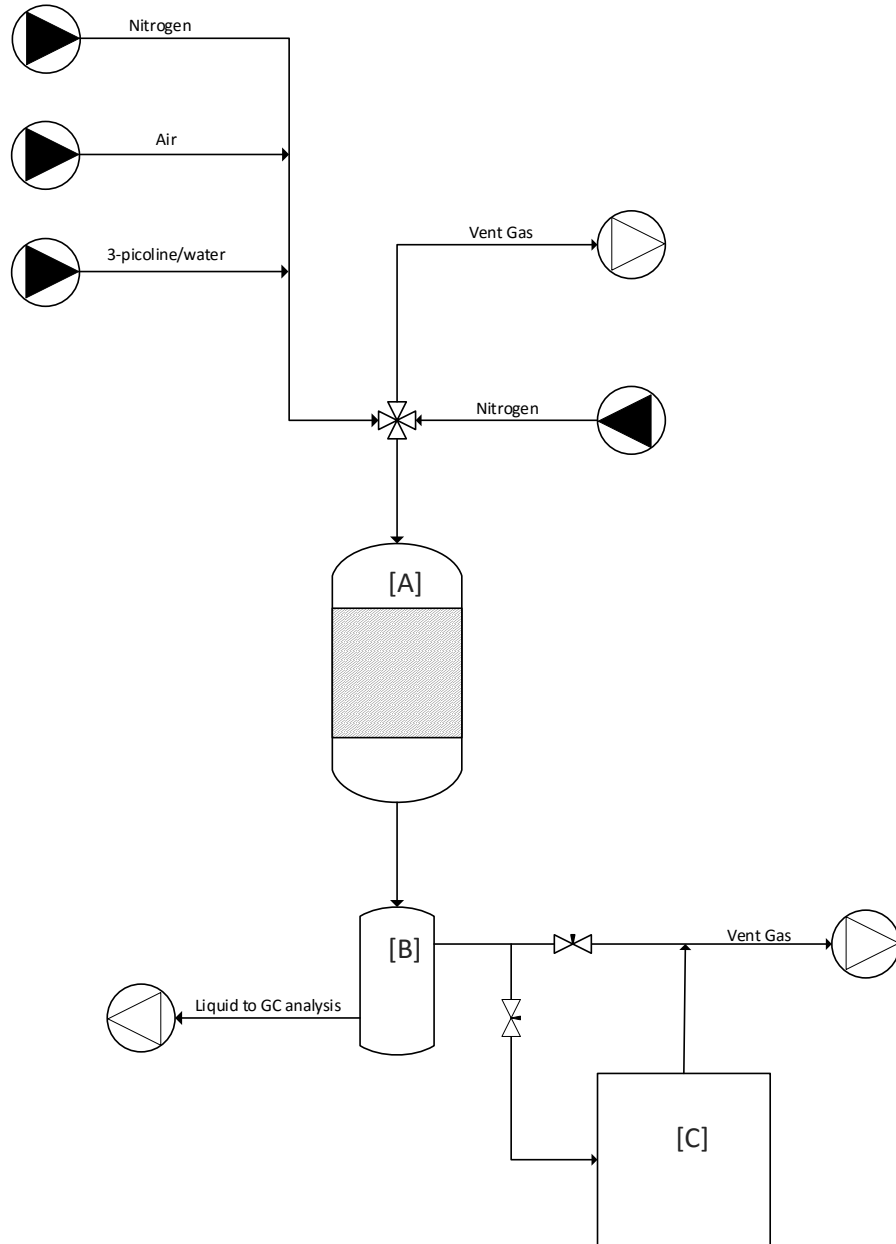 Nitrogen
Air
3-picoline/water
Vent Gas
Nitrogen
[A]
[B]
Vent Gas
Liquid to GC analysis
[C]